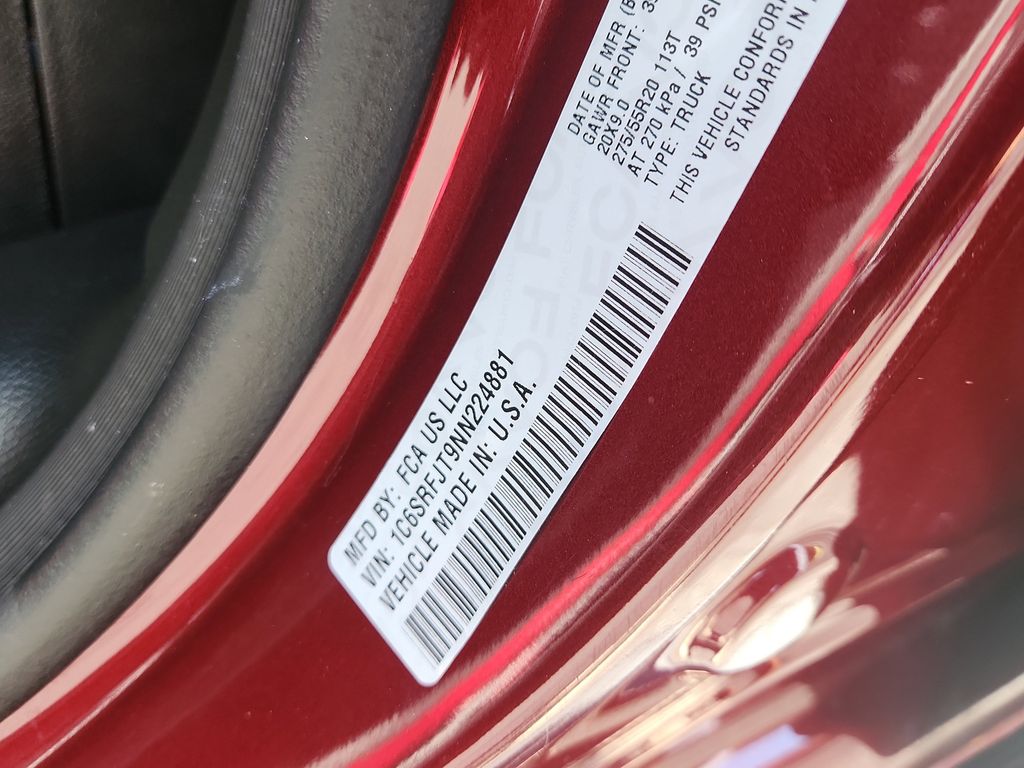 MFD BY: FCA US LLC
VIN: 1C6SRFJT9NN224881
VEHICLE MADE IN: U.S.A.
DATE OF MFR
GAWR FRONT:
20X9.0
275/55R20 113T
AT 270 kPa / 39 PSI
TYPE: TRUCK
THIS VEHICLE
STANDARDS IN